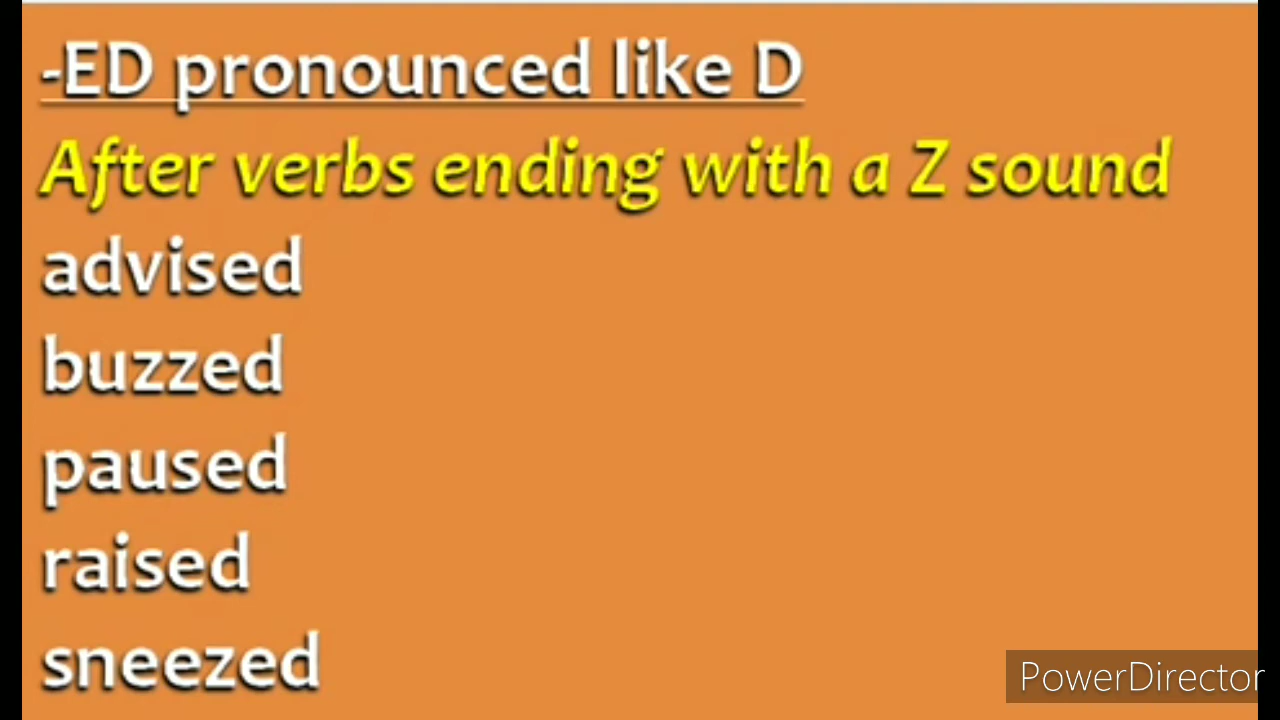 -ED pronounced like D
After verbs ending with a Z sound
advised
buzzed
paused
raised
sneezed
PowerDirector